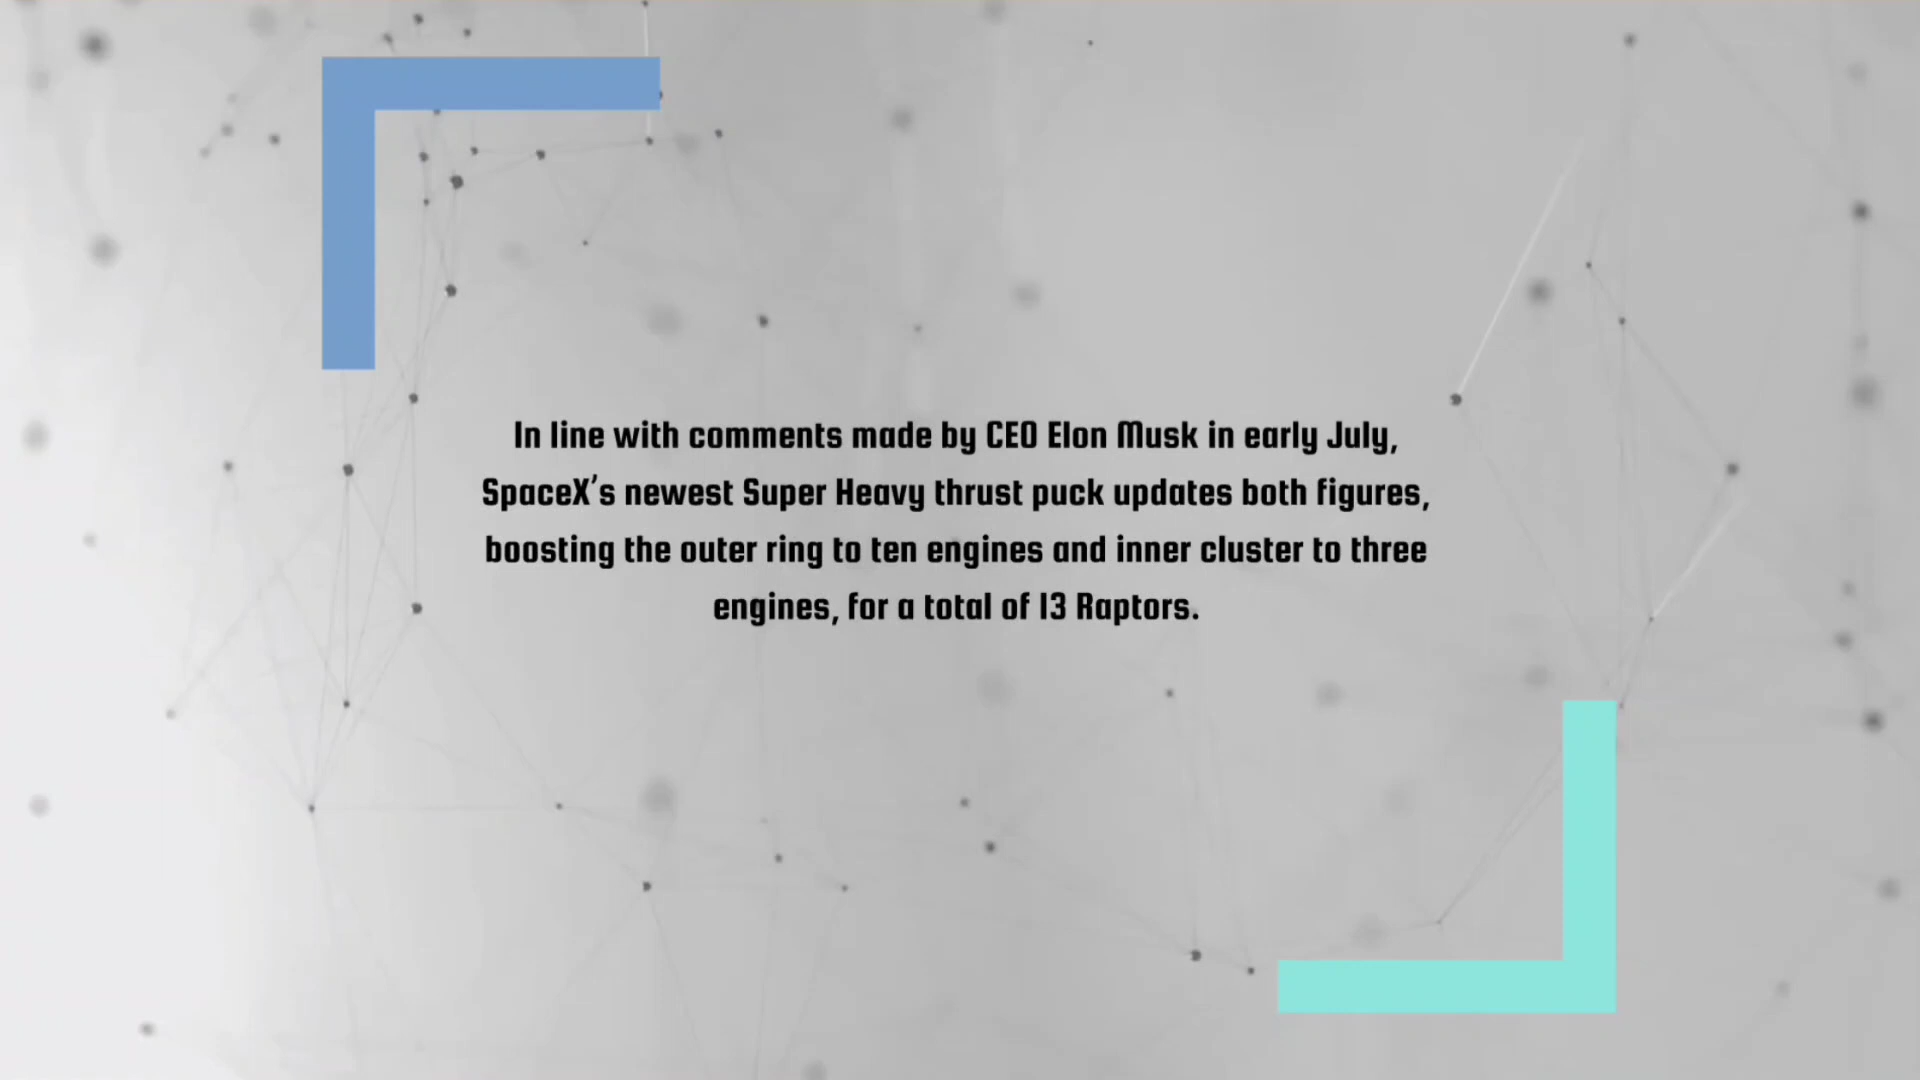 In line with comments made by CEO Elon Musk in early July,
SpaceX’s newest Super Heavy thrust puck updates both figures,
boosting the outer ring to ten engines and inner cluster to three
engines, for a total of 13 Raptors.